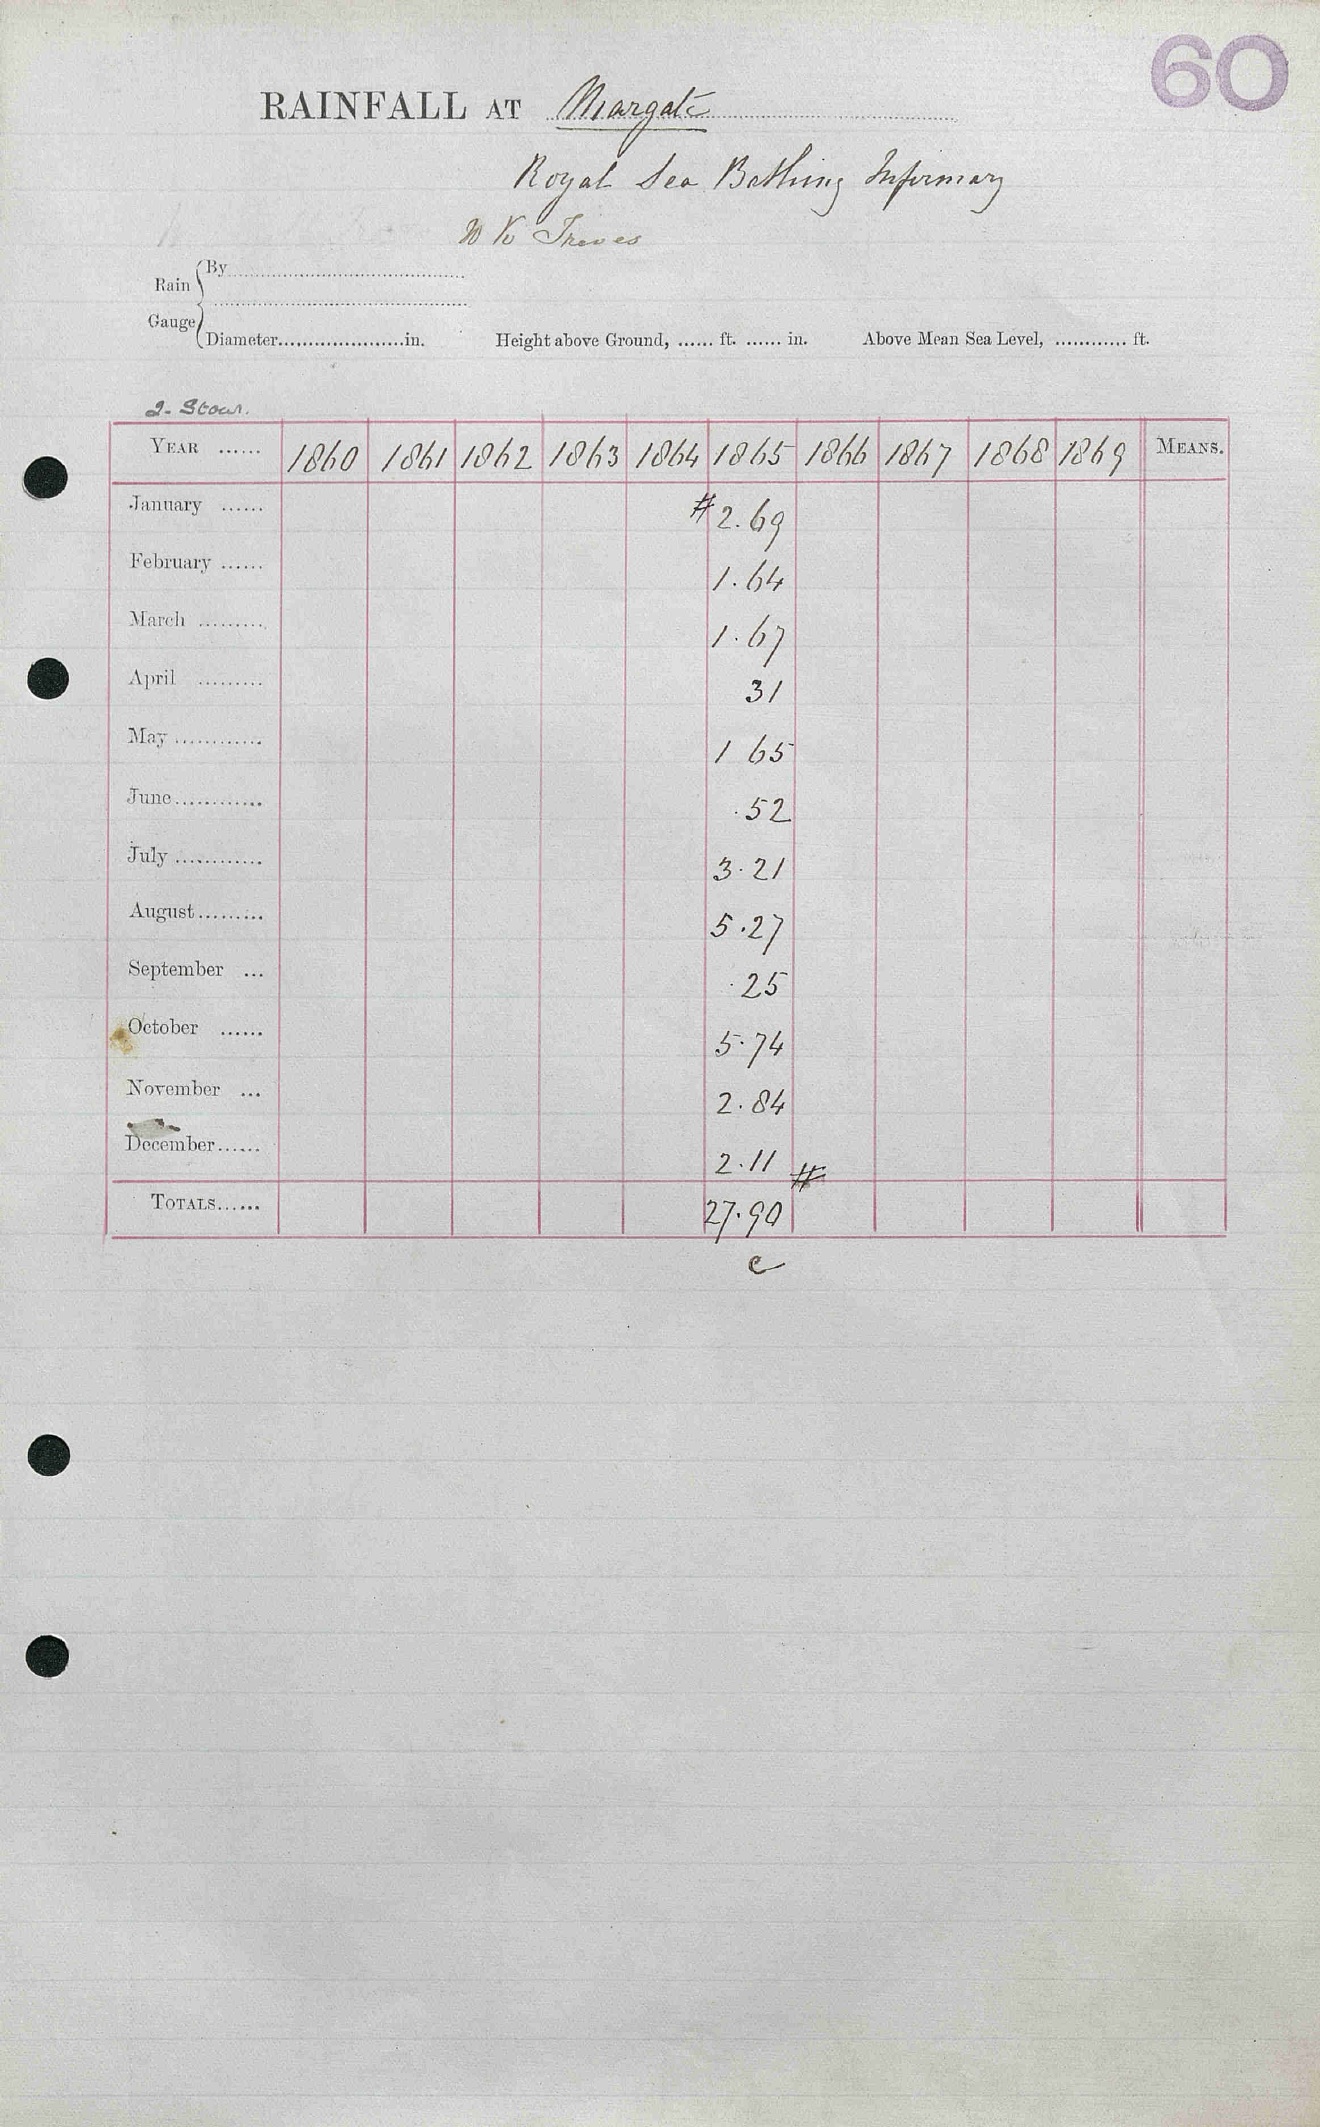 60
RAINFALL AT Margate
Royal Sea Bathing Infirmary
W K Treves
Rain Gauge { By
Diameter.....................in. Height above Ground, ...... ft. ...... in. Above Mean Sea Level, ............ ft.
2. Stour.
YEAR ...... 1860 1861 1862 1863 1864 1865 1866 1867 1868 1869 MEANS.
January ...... # 2.69
February ...... 1.64
March ......... 1.67
April ......... 31
May ............ 1 65
June............ .52
July ............ 3.21
August......... 5.27
September ... .25
October ...... 5.74
November ... 2.84
December...... 2.11 #
TOTALS...... 27.90
c